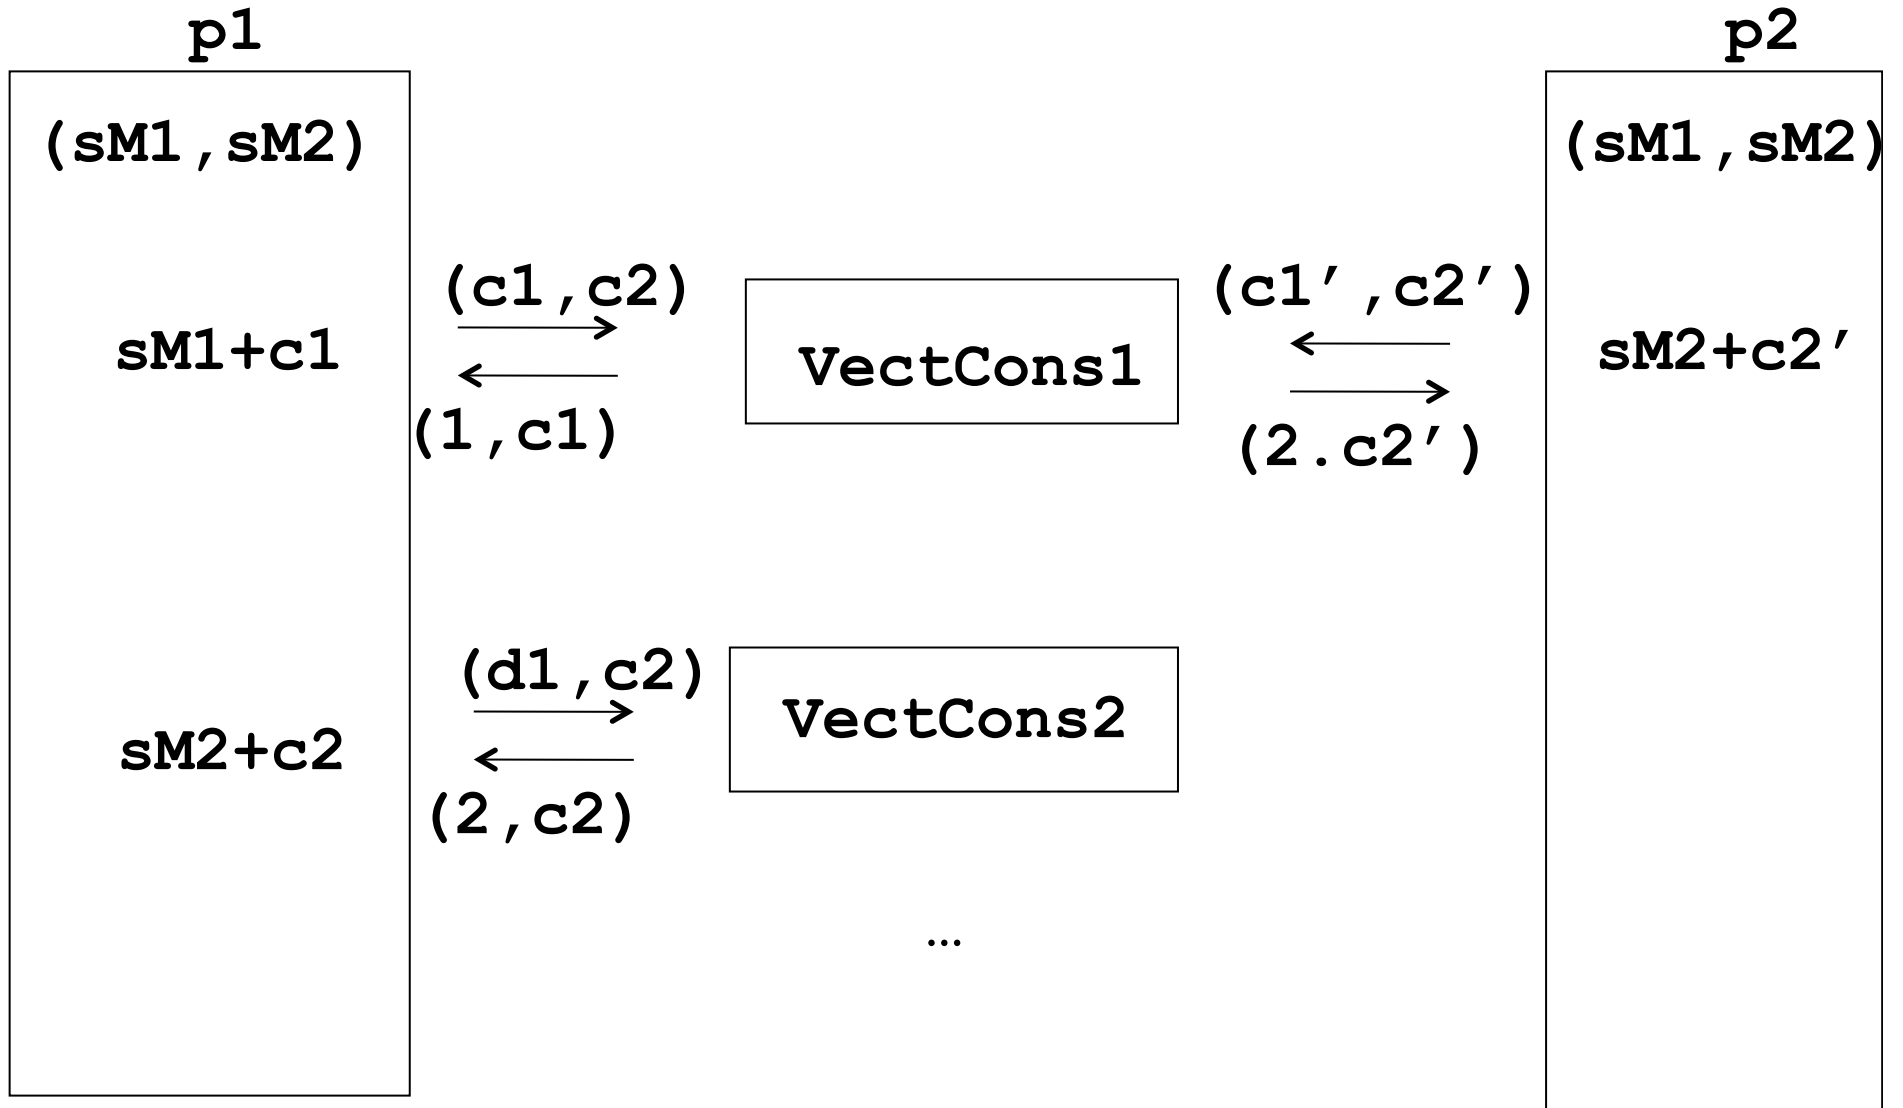 p1
p2
(sM1,sM2)
(sM1,sM2)
(c1,c2)
(c1′,c2′)
sM1+c1
VectCons1
sM2+c2′
(1,c1)
(2.c2′)
(d1,c2)
VectCons2
sM2+c2
(2,c2)
…